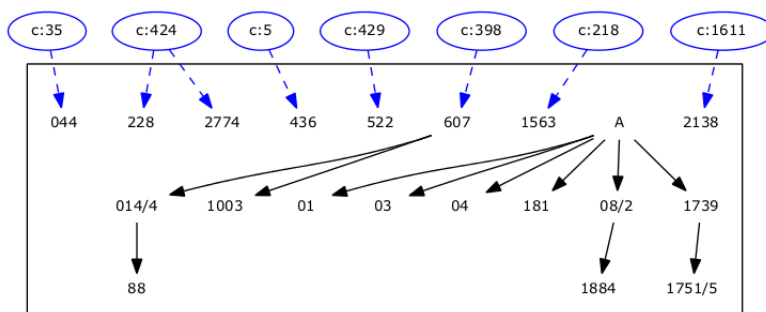 c:35 c:424 c:5 c:429 c:398 c:218 c:1611
044 228 2774 436 522 607 1563 A 2138
014/4 1003 01 03 04 181 08/2 1739
88 1884 1751/5